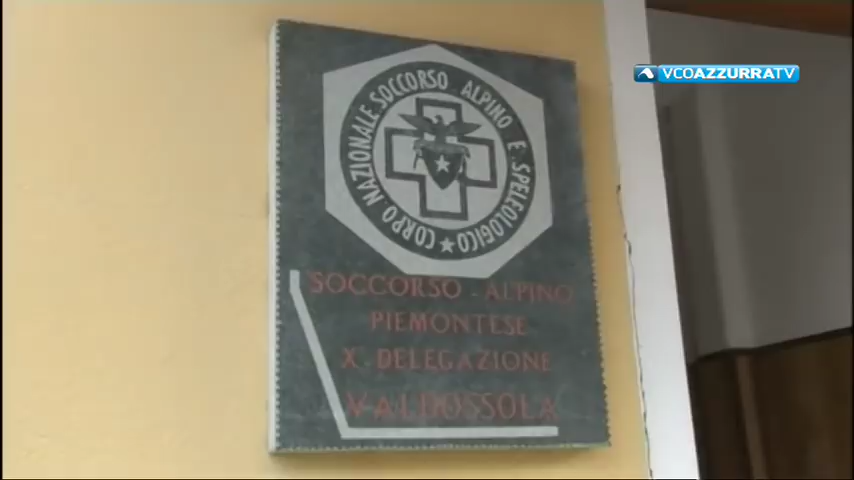 VCOAZZURRATV
CORPO NAZIONALE SOCCORSO ALPINO E SPELEOLOGICO
SOCCORSO - ALPINO
PIEMONTESE
X DELEGAZIONE
VALDOSSOLA